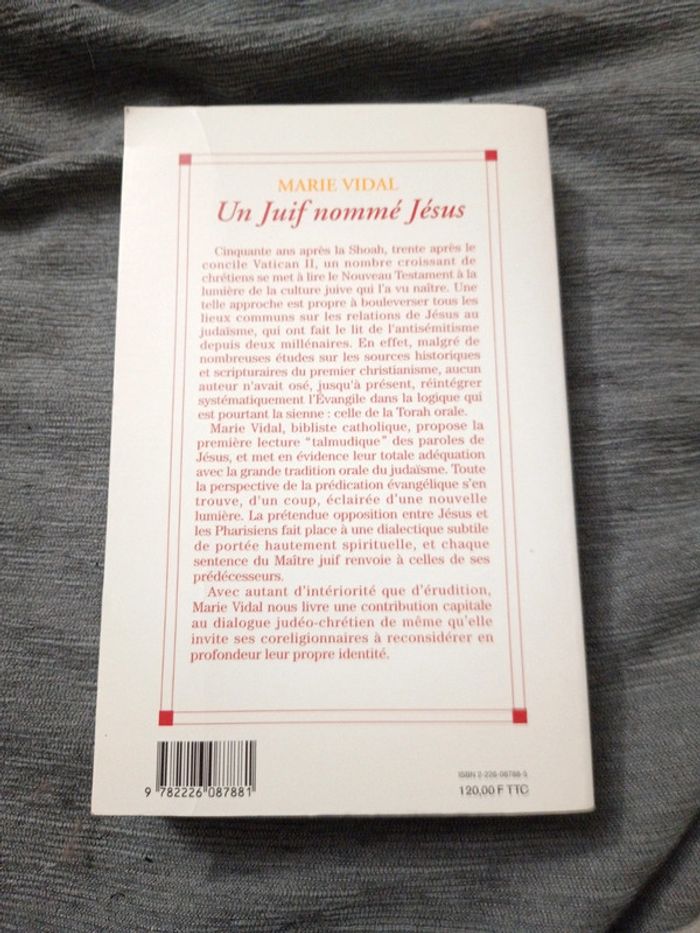 MARIE VIDAL
Un Juif nommé Jésus
Cinquante ans après la Shoah, trente après le
concile Vatican II, un nombre croissant de
chrétiens se met à lire le Nouveau Testament à la
lumière de la culture juive qui l'a vu naître. Une
telle approche est propre à bouleverser tous les
lieux communs sur les relations de Jésus au
judaïsme, qui ont fait le lit de l'antisémitisme
depuis deux millénaires. En effet, malgré de
nombreuses études sur les sources historiques
et scripturaires du premier christianisme, aucun
auteur n'avait osé, jusqu'à présent, réintégrer
systématiquement l'Évangile dans la logique qui
est pourtant la sienne : celle de la Torah orale.
Marie Vidal, bibliste catholique, propose la
première lecture "talmudique" des paroles de
Jésus, et met en évidence leur totale adéquation
avec la grande tradition orale du judaïsme. Toute
la perspective de la prédication évangélique s'en
trouve, d'un coup, éclairée d'une nouvelle
lumière. La prétendue opposition entre Jésus et
les Pharisiens fait place à une dialectique subtile
de portée hautement spirituelle, et chaque
sentence du Maître juif renvoie à celles de ses
prédécesseurs.
Avec autant d'intériorité que d'érudition,
Marie Vidal nous livre une contribution capitale
au dialogue judéo-chrétien de même qu'elle
invite ses coreligionnaires à reconsidérer en
profondeur leur propre identité.
ISBN 2-226-08788-5
9 782226 087881
120,00 F TTC